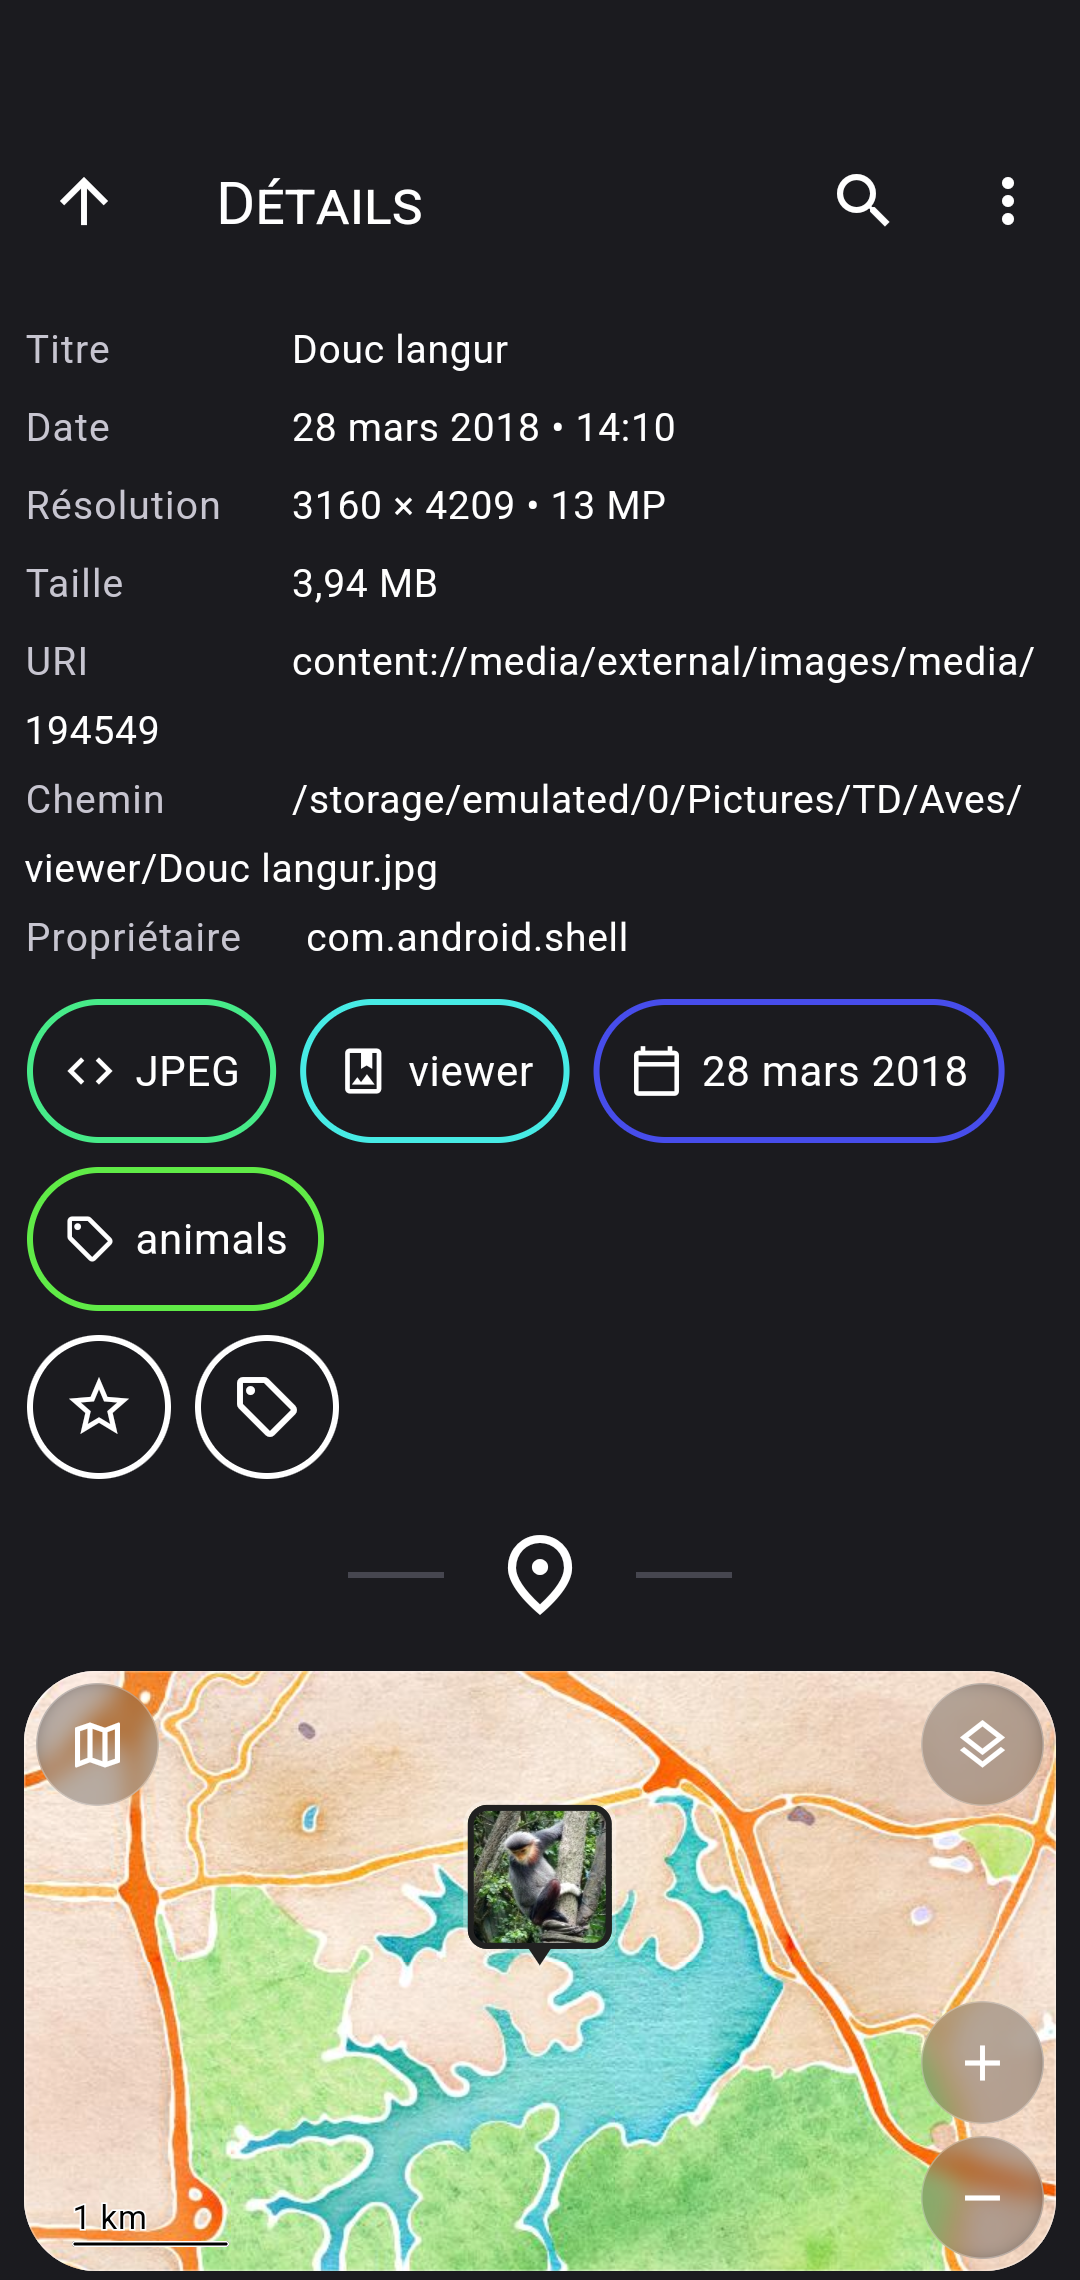 DÉTAILS
Titre Douc langur
Date 28 mars 2018 • 14:10
Résolution 3160 × 4209 • 13 MP
Taille 3,94 MB
URI content://media/external/images/media/
194549
Chemin /storage/emulated/0/Pictures/TD/Aves/
viewer/Douc langur.jpg
Propriétaire com.android.shell
JPEG viewer 28 mars 2018
animals
1 km